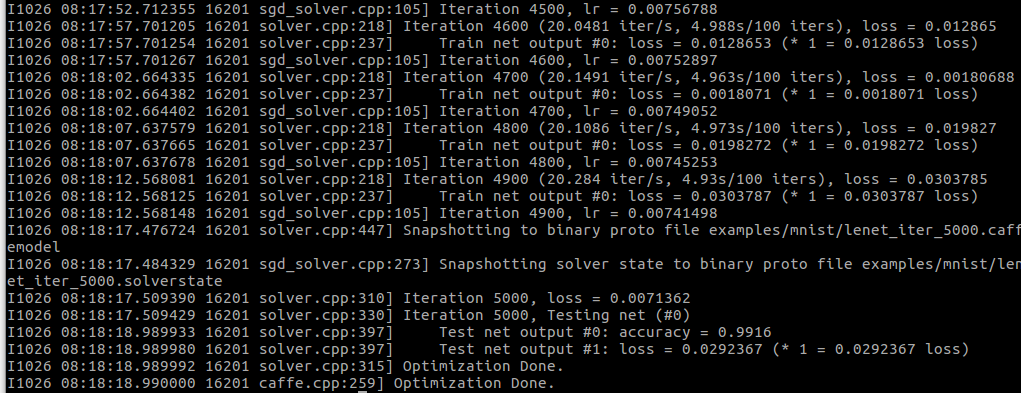 I1026 08:17:52.712355 16201 sgd_solver.cpp:105] Iteration 4500, lr = 0.00756788
I1026 08:17:57.701205 16201 solver.cpp:218] Iteration 4600 (20.0481 iter/s, 4.988s/100 iters), loss = 0.012865
I1026 08:17:57.701254 16201 solver.cpp:237]     Train net output #0: loss = 0.0128653 (* 1 = 0.0128653 loss)
I1026 08:17:57.701267 16201 sgd_solver.cpp:105] Iteration 4600, lr = 0.00752897
I1026 08:18:02.664335 16201 solver.cpp:218] Iteration 4700 (20.1491 iter/s, 4.963s/100 iters), loss = 0.00180688
I1026 08:18:02.664382 16201 solver.cpp:237]     Train net output #0: loss = 0.0018071 (* 1 = 0.0018071 loss)
I1026 08:18:02.664402 16201 sgd_solver.cpp:105] Iteration 4700, lr = 0.00749052
I1026 08:18:07.637579 16201 solver.cpp:218] Iteration 4800 (20.1086 iter/s, 4.973s/100 iters), loss = 0.019827
I1026 08:18:07.637665 16201 solver.cpp:237]     Train net output #0: loss = 0.0198272 (* 1 = 0.0198272 loss)
I1026 08:18:07.637678 16201 sgd_solver.cpp:105] Iteration 4800, lr = 0.00745253
I1026 08:18:12.568081 16201 solver.cpp:218] Iteration 4900 (20.284 iter/s, 4.93s/100 iters), loss = 0.0303785
I1026 08:18:12.568125 16201 solver.cpp:237]     Train net output #0: loss = 0.0303787 (* 1 = 0.0303787 loss)
I1026 08:18:12.568148 16201 sgd_solver.cpp:105] Iteration 4900, lr = 0.00741498
I1026 08:18:17.476724 16201 solver.cpp:447] Snapshotting to binary proto file examples/mnist/lenet_iter_5000.caff
emodel
I1026 08:18:17.484329 16201 sgd_solver.cpp:273] Snapshotting solver state to binary proto file examples/mnist/len
et_iter_5000.solverstate
I1026 08:18:17.509390 16201 solver.cpp:310] Iteration 5000, loss = 0.0071362
I1026 08:18:17.509429 16201 solver.cpp:330] Iteration 5000, Testing net (#0)
I1026 08:18:18.989933 16201 solver.cpp:397]     Test net output #0: accuracy = 0.9916
I1026 08:18:18.989980 16201 solver.cpp:397]     Test net output #1: loss = 0.0292367 (* 1 = 0.0292367 loss)
I1026 08:18:18.989992 16201 solver.cpp:315] Optimization Done.
I1026 08:18:18.990000 16201 caffe.cpp:259] Optimization Done.